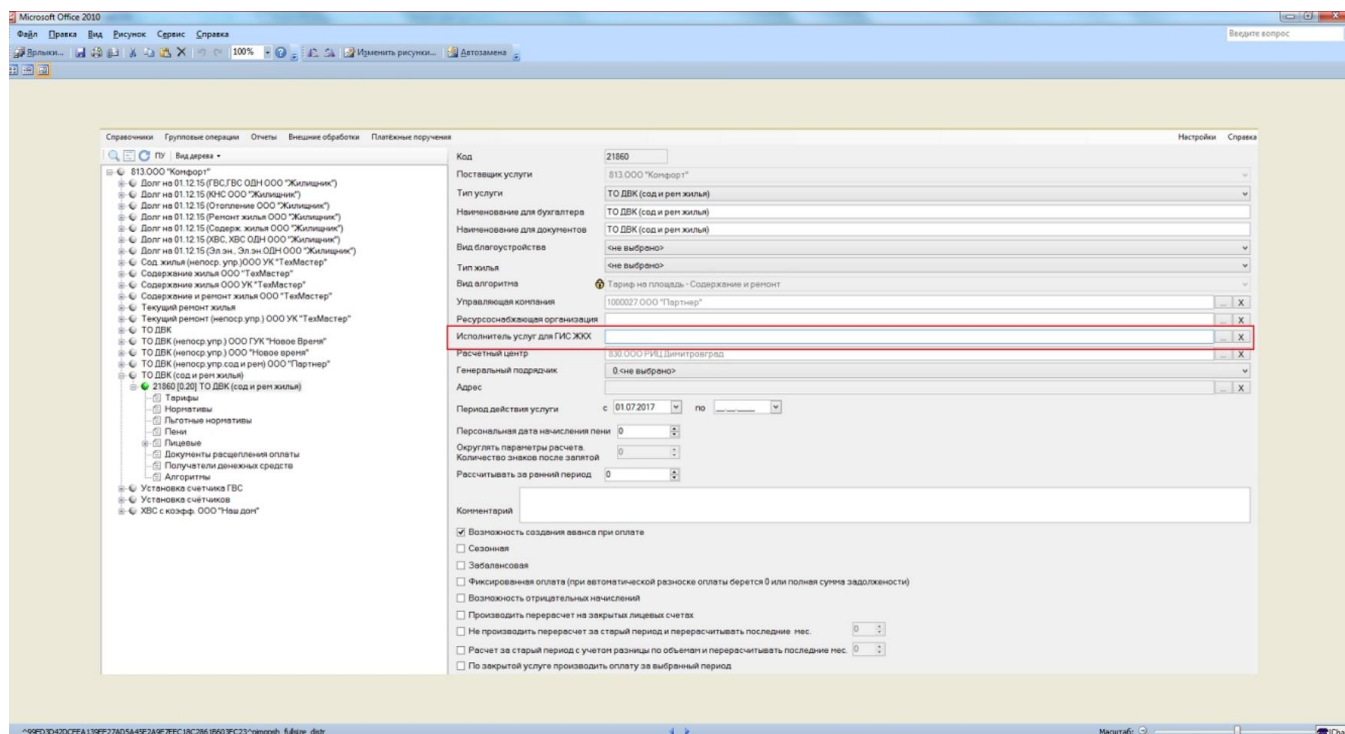 Microsoft Office 2010
Файл Правка Вид Рисунок Сервис Справка
Введите вопрос
Ярлыки... 100% Изменить рисунки... Автозамена
Справочники Групповые операции Отчеты Внешние обработки Платёжные поручения Настройки Справка
ПУ Вид дерева
813.ООО "Комфорт"
Долг на 01.12.15 (ГВС,ГВС ОДН ООО "Жилищник")
Долг на 01.12.15 (КНС ООО "Жилищник")
Долг на 01.12.15 (Отопление ООО "Жилищник")
Долг на 01.12.15 (Ремонт жилья ООО "Жилищник")
Долг на 01.12.15 (Содерж. жилья ООО "Жилищник")
Долг на 01.12.15 (ХВС, ХВС ОДН ООО "Жилищник")
Долг на 01.12.15 (Эл.эн., Эл.эн.ОДН ООО "Жилищник")
Сод. жилья (непоср. упр.)ООО УК "ТехМастер"
Содержание жилья ООО "ТехМастер"
Содержание жилья ООО УК "ТехМастер"
Содержание и ремонт жилья ООО "ТехМастер"
Текущий ремонт жилья
Текущий ремонт (непоср.упр.) ООО УК "ТехМастер"
ТО ДВК
ТО ДВК (непоср.упр.) ООО ГУК "Новое Время"
ТО ДВК (непоср.упр.) ООО "Новое время"
ТО ДВК (непоср.упр.сод и рем) ООО "Партнер"
ТО ДВК (сод и рем жилья)
21860 [0.20] ТО ДВК (сод и рем жилья)
Тарифы
Нормативы
Льготные нормативы
Пени
Лицевые
Документы расщепления оплаты
Получатели денежных средств
Алгоритмы
Установка счетчика ГВС
Установка счётчиков
ХВС с коэфф. ООО "Наш дом"
Код 21860
Поставщик услуги 813.ООО "Комфорт"
Тип услуги ТО ДВК (сод и рем жилья)
Наименование для бухгалтера ТО ДВК (сод и рем жилья)
Наименование для документов ТО ДВК (сод и рем жилья)
Вид благоустройства <не выбрано>
Тип жилья <не выбрано>
Вид алгоритма Тариф на площадь - Содержание и ремонт
Управляющая компания 1000027.ООО "Партнер" ... X
Ресурсоснабжающая организация ... X
Исполнитель услуг для ГИС ЖКХ ... X
Расчетный центр 830.ООО РИЦ Димитровград ... X
Генеральный подрядчик 0.<не выбрано>
Адрес ... X
Период действия услуги с 01.07.2017 по __.__.____
Персональная дата начисления пени 0
Округлять параметры расчета.
Количество знаков после запятой 0
Рассчитывать за ранний период 0
Комментарий
Возможность создания аванса при оплате
Сезонная
Забалансовая
Фиксированная оплата (при автоматической разноске оплаты берется 0 или полная сумма задолжености)
Возможность отрицательных начислений
Производить перерасчет на закрытых лицевых счетах
Не производить перерасчет за старый период и перерасчитывать последние мес. 0
Расчет за старый период с учетом разницы по объемам и перерасчитывать последние мес. 0
По закрытой услуге производить оплату за выбранный период
Масштаб: